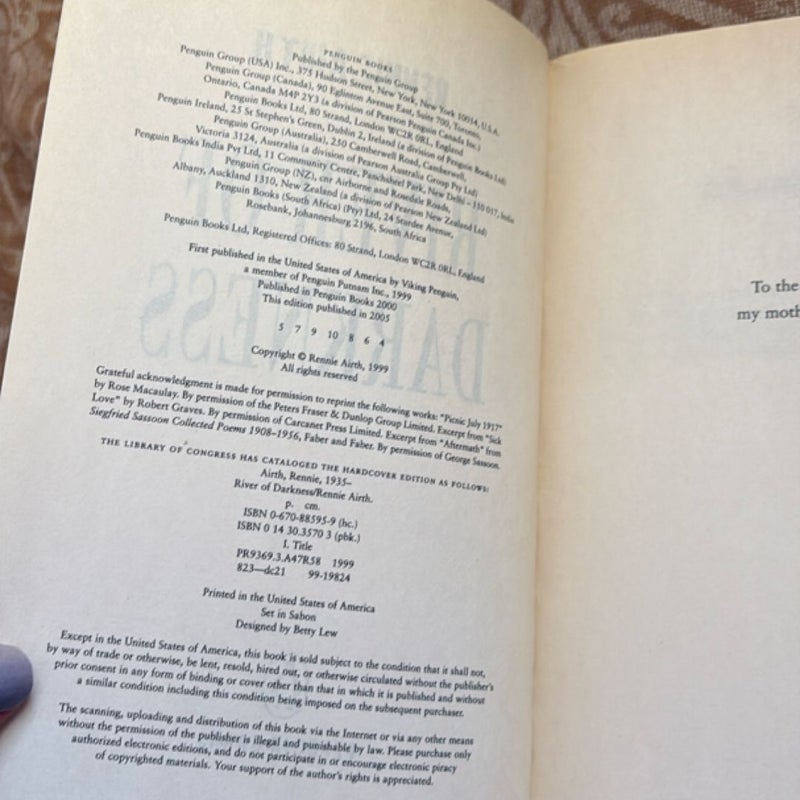 PENGUIN BOOKS
Published by the Penguin Group
Penguin Group (USA) Inc., 375 Hudson Street, New York, New York 10014, U.S.A.
Penguin Group (Canada), 90 Eglinton Avenue East, Suite 700, Toronto,
Ontario, Canada M4P 2Y3 (a division of Pearson Penguin Canada Inc.)
Penguin Books Ltd, 80 Strand, London WC2R 0RL, England
Penguin Ireland, 25 St Stephen's Green, Dublin 2, Ireland (a division of Penguin Books Ltd)
Penguin Group (Australia), 250 Camberwell Road, Camberwell,
Victoria 3124, Australia (a division of Pearson Australia Group Pty Ltd)
Penguin Books India Pvt Ltd, 11 Community Centre, Panchsheel Park, New Delhi – 110 017, India
Penguin Group (NZ), cnr Airborne and Rosedale Roads,
Albany, Auckland 1310, New Zealand (a division of Pearson New Zealand Ltd)
Penguin Books (South Africa) (Pty) Ltd, 24 Sturdee Avenue,
Rosebank, Johannesburg 2196, South Africa
Penguin Books Ltd, Registered Offices: 80 Strand, London WC2R 0RL, England
First published in the United States of America by Viking Penguin,
a member of Penguin Putnam Inc., 1999
Published in Penguin Books 2000
This edition published in 2005
5 7 9 10 8 6 4
Copyright © Rennie Airth, 1999
All rights reserved
Grateful acknowledgment is made for permission to reprint the following works: "Picnic July 1917"
by Rose Macaulay. By permission of the Peters Fraser & Dunlop Group Limited. Excerpt from "Sick
Love" by Robert Graves. By permission of Carcanet Press Limited. Excerpt from "Aftermath" from
Siegfried Sassoon Collected Poems 1908–1956, Faber and Faber. By permission of George Sassoon.
THE LIBRARY OF CONGRESS HAS CATALOGED THE HARDCOVER EDITION AS FOLLOWS:
Airth, Rennie, 1935–
River of Darkness/Rennie Airth.
p. cm.
ISBN 0-670-88595-9 (hc.)
ISBN 0 14 30.3570 3 (pbk.)
I. Title
PR9369.3.A47R58 1999
823—dc21 99-19824
Printed in the United States of America
Set in Sabon
Designed by Betty Lew
Except in the United States of America, this book is sold subject to the condition that it shall not,
by way of trade or otherwise, be lent, resold, hired out, or otherwise circulated without the publisher's
prior consent in any form of binding or cover other than that in which it is published and without
a similar condition including this condition being imposed on the subsequent purchaser.
The scanning, uploading and distribution of this book via the Internet or via any other means
without the permission of the publisher is illegal and punishable by law. Please purchase only
authorized electronic editions, and do not participate in or encourage electronic piracy
of copyrighted materials. Your support of the author's rights is appreciated.
To the
my moth